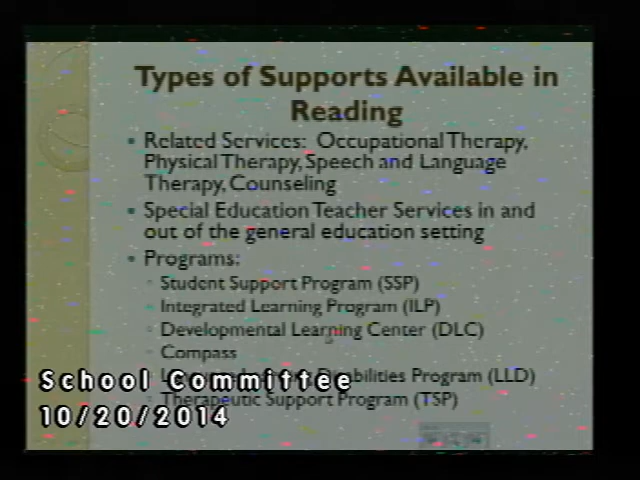 Types of Supports Available in
Reading
Related Services: Occupational Therapy,
Physical Therapy, Speech and Language
Therapy, Counseling
Special Education Teacher Services in and
out of the general education setting
Programs:
Student Support Program (SSP)
Integrated Learning Program (ILP)
Developmental Learning Center (DLC)
Compass
Disabilities Program (LLD)
Therapeutic Support Program (TSP)
School Committee
10/20/2014